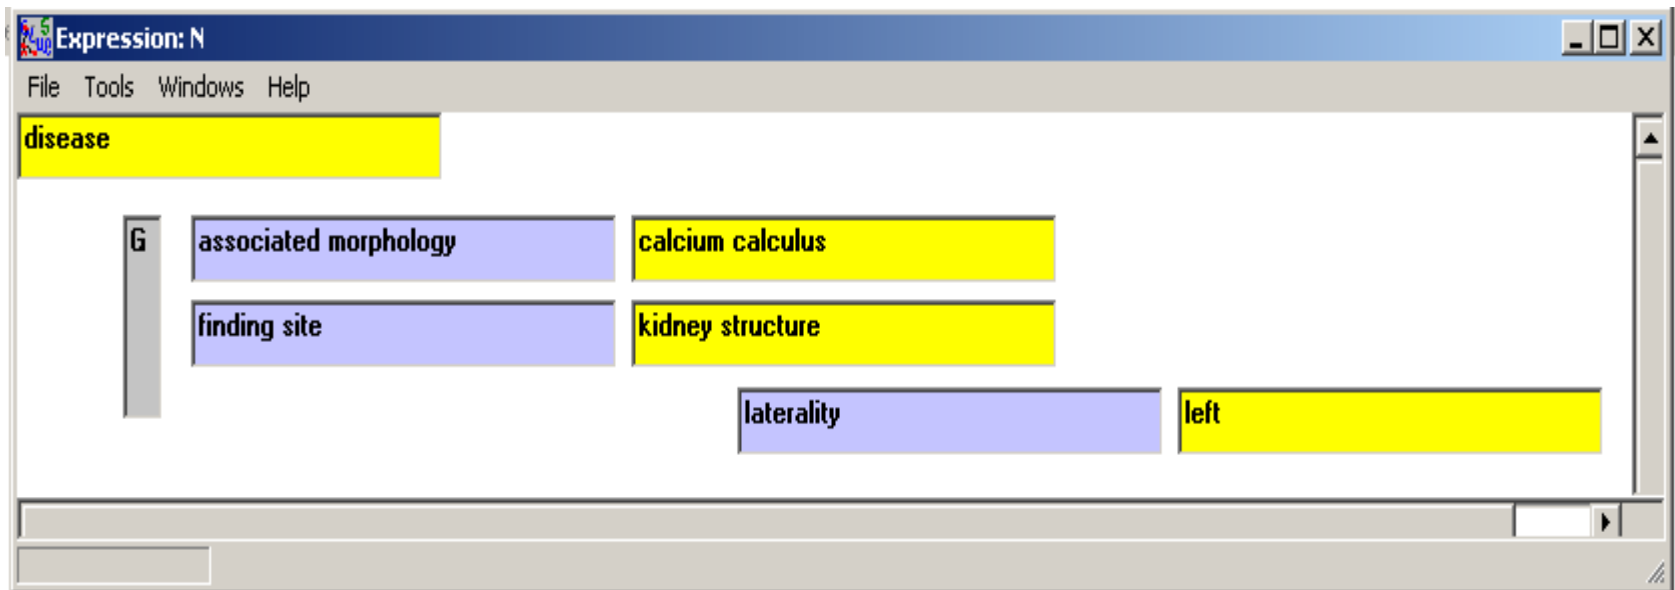 Expression: N
File Tools Windows Help
disease
G associated morphology calcium calculus
finding site kidney structure
laterality left